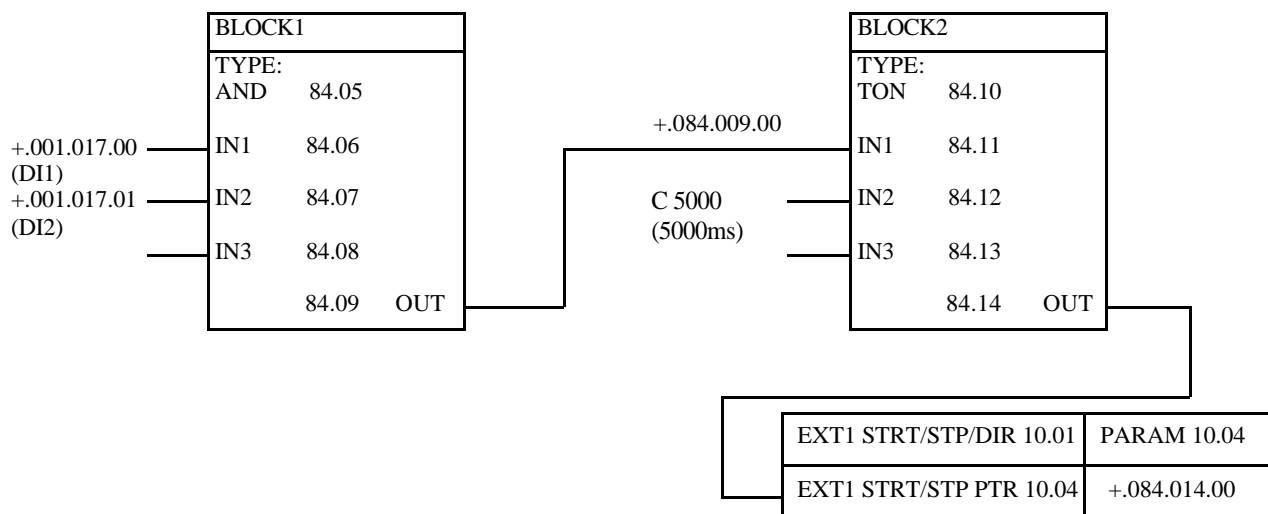 BLOCK1
TYPE:
AND 84.05
+.001.017.00
(DI1)
IN1 84.06
+.001.017.01
(DI2)
IN2 84.07
IN3 84.08
84.09 OUT
+.084.009.00
C 5000
(5000ms)
BLOCK2
TYPE:
TON 84.10
IN1 84.11
IN2 84.12
IN3 84.13
84.14 OUT
EXT1 STRT/STP/DIR 10.01 PARAM 10.04
EXT1 STRT/STP PTR 10.04 +.084.014.00